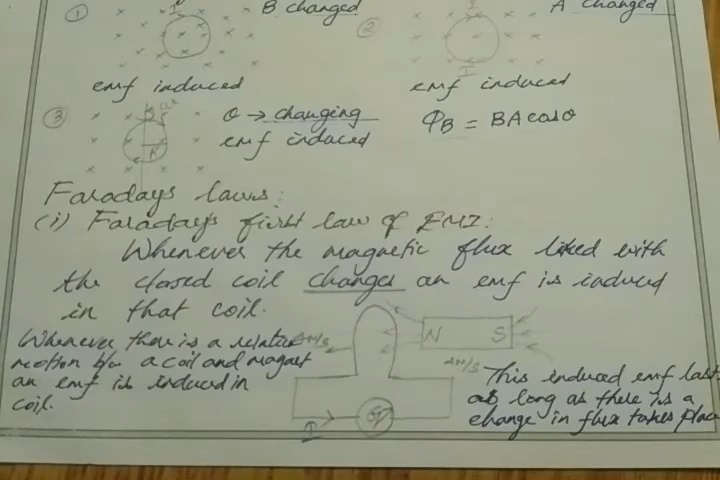 ① B changed
② A changed
emf induced
emf induced
③ θ → changing
emf induced
ΦB = BA cosθ
Faradays laws:
(i) Faradays first law of EMI:
Whenever the magnetic flux liked with
the closed coil changes an emf is induced
in that coil.
Whenever there is a relative
motion b/w a coil and magnet
an emf is induced in
coil.
N S
I
This induced emf last
as long as there is a
change in flux takes place